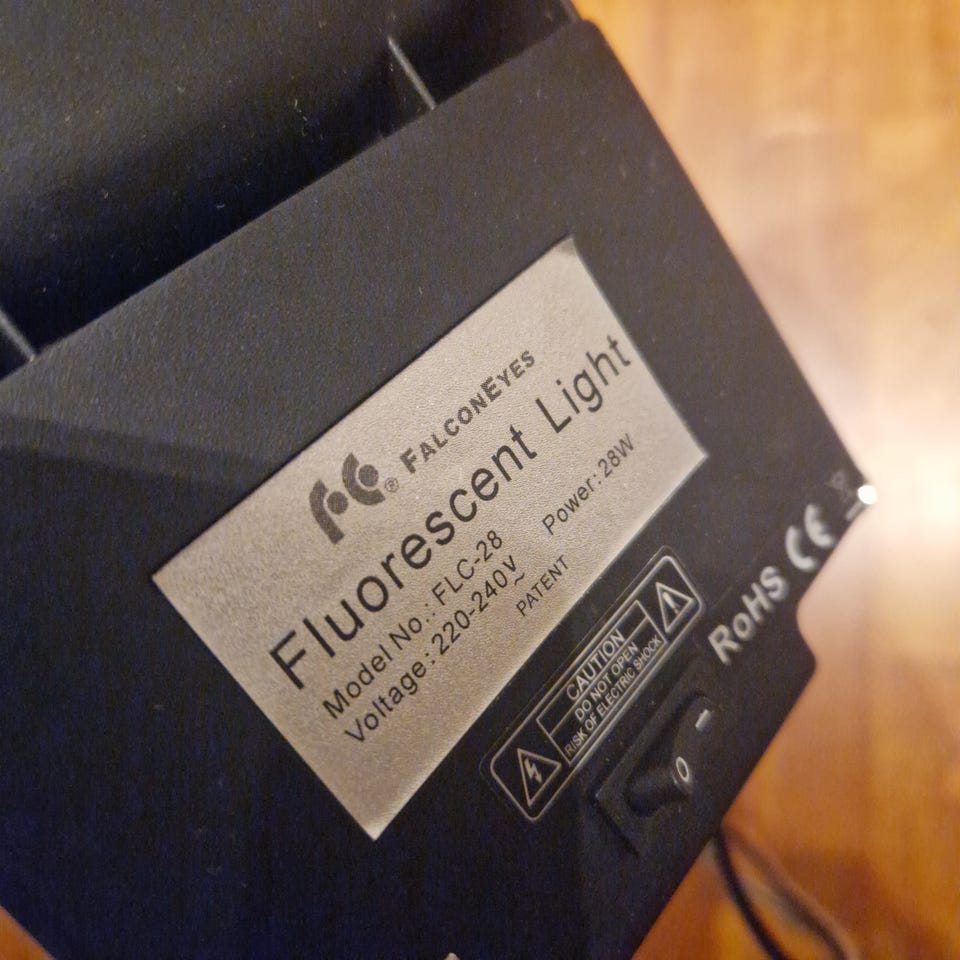 FC® FALCONEYES
Fluorescent Light
Model No.: FLC-28
Power: 28W
Voltage: 220-240V~
PATENT
CAUTION
DO NOT OPEN
RISK OF ELECTRIC SHOCK
RoHS CE
O